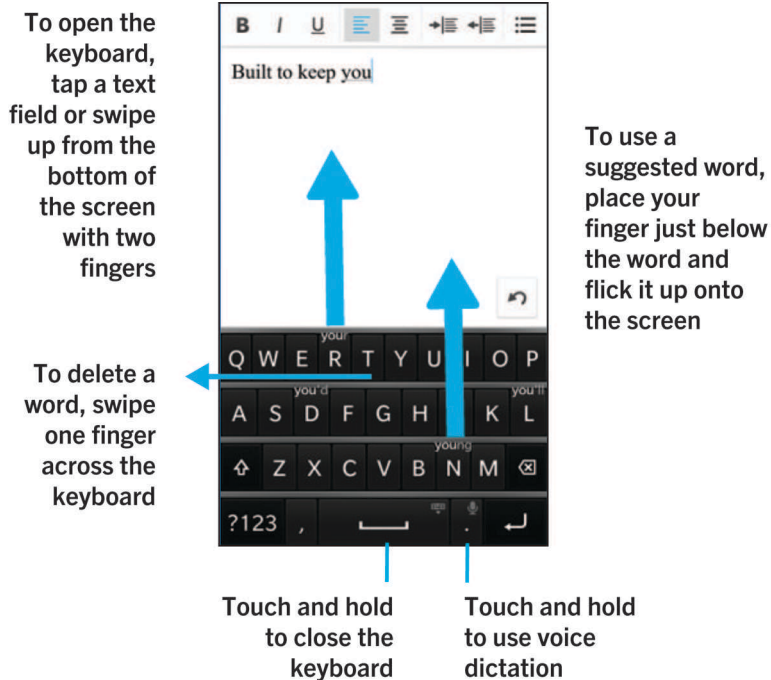 To open the
keyboard,
tap a text
field or swipe
up from the
bottom of
the screen
with two
fingers
To delete a
word, swipe
one finger
across the
keyboard
B I U
Built to keep you
your
Q W E R T Y U I O P
you'd you'll
A S D F G H K L
young
Z X C V B N M
?123 , .
To use a
suggested word,
place your
finger just below
the word and
flick it up onto
the screen
Touch and hold
to close the
keyboard
Touch and hold
to use voice
dictation